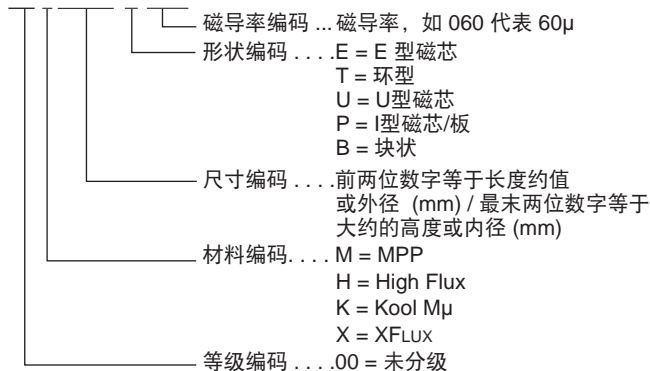 磁导率编码 ... 磁导率，如 060 代表 60μ
形状编码 . . . .E = E 型磁芯
T = 环型
U = U型磁芯
P = I型磁芯/板
B = 块状
尺寸编码 . . . .前两位数字等于长度约值
或外径 (mm) / 最末两位数字等于
大约的高度或内径 (mm)
材料编码. . . . M = MPP
H = High Flux
K = Kool Mμ
X = XFLUX
等级编码 . . . .00 = 未分级